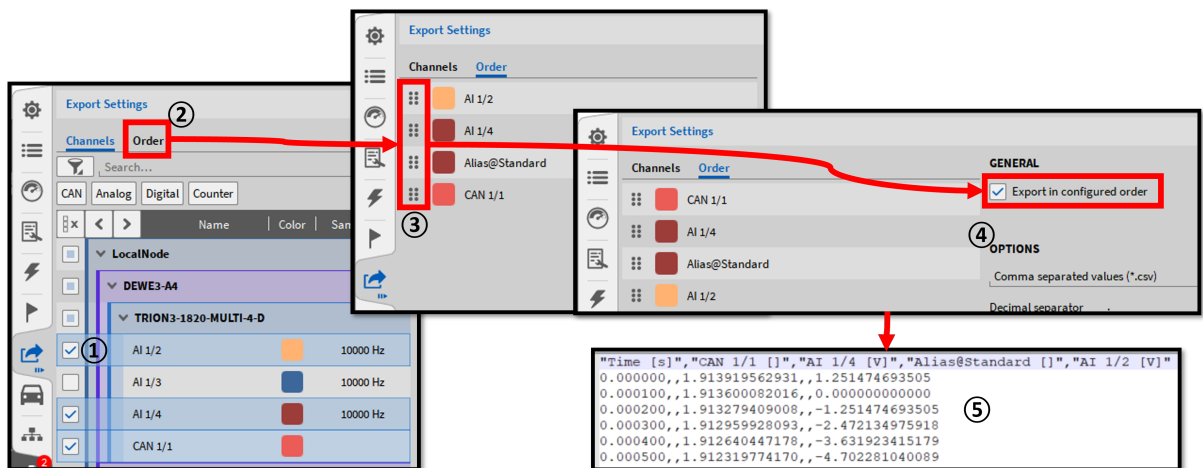 Export Settings
②
Channels Order
Search...
CAN Analog Digital Counter
Name Color
LocalNode
DEWE3-A4
TRION3-1820-MULTI-4-D
①
AI 1/2 10000 Hz
AI 1/3 10000 Hz
AI 1/4 10000 Hz
CAN 1/1
2
Export Settings
Channels Order
AI 1/2
AI 1/4
Alias@Standard
CAN 1/1
③
Export Settings
Channels Order
CAN 1/1
AI 1/4
Alias@Standard
AI 1/2
GENERAL
Export in configured order
④
OPTIONS
Comma separated values (*.csv)
Decimal separator .
"Time [s]","CAN 1/1 []","AI 1/4 [V]","Alias@Standard []","AI 1/2 [V]"
0.000000,,1.913919562931,,1.251474693505
0.000100,,1.913600082016,,0.000000000000
0.000200,,1.913279409008,,-1.251474693505
0.000300,,1.912959928093,,-2.472134975918
0.000400,,1.912640447178,,-3.631923415179
0.000500,,1.912319774170,,-4.702281040089
⑤